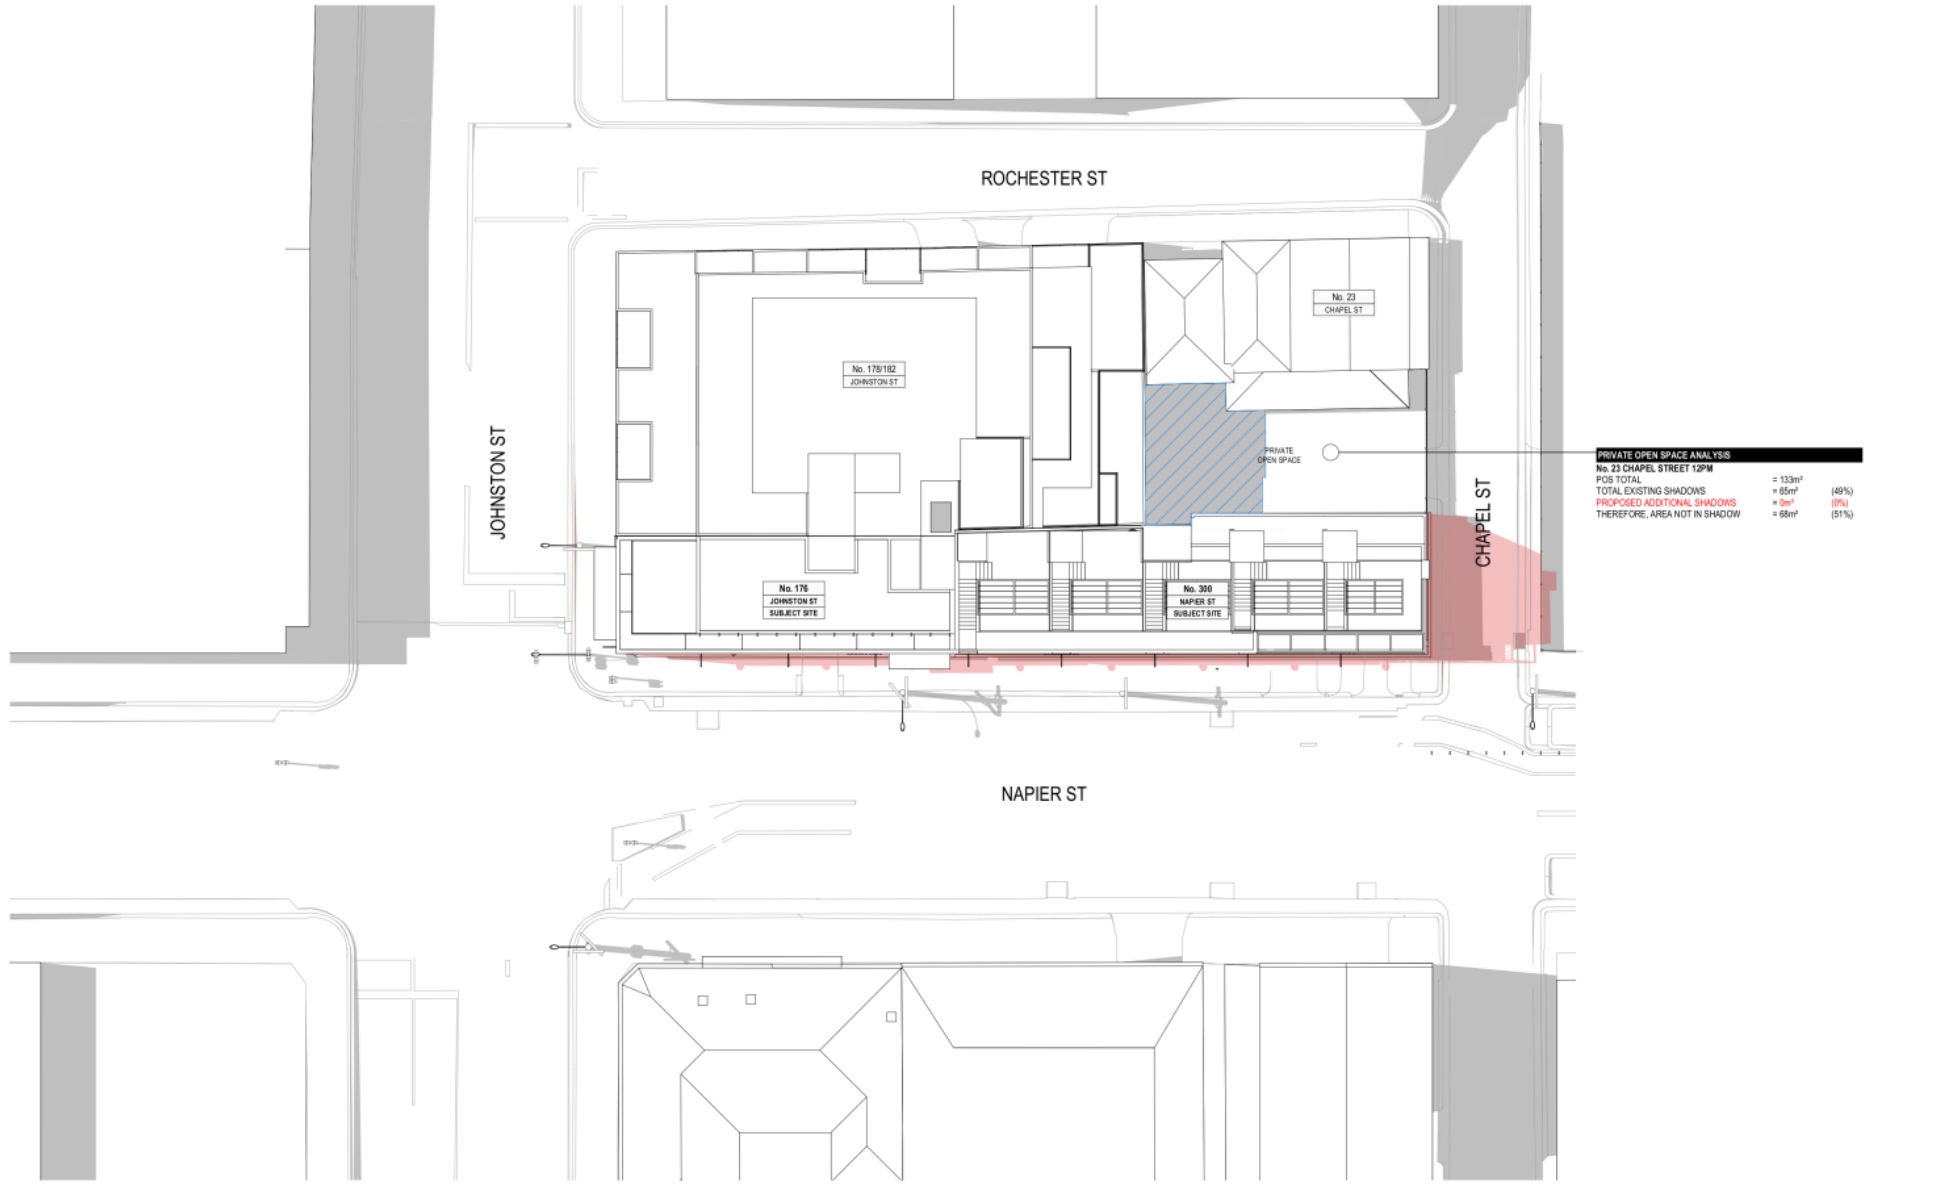 ROCHESTER ST
No. 23
CHAPEL ST
No. 178/182
JOHNSTON ST
JOHNSTON ST
PRIVATE
OPEN SPACE
CHAPEL ST
PRIVATE OPEN SPACE ANALYSIS
No. 23 CHAPEL STREET 12PM
POS TOTAL = 133m²
TOTAL EXISTING SHADOWS = 65m² (49%)
PROPOSED ADDITIONAL SHADOWS = 0m² (0%)
THEREFORE, AREA NOT IN SHADOW = 68m² (51%)
No. 176
JOHNSTON ST
SUBJECT SITE
No. 300
NAPIER ST
SUBJECT SITE
NAPIER ST